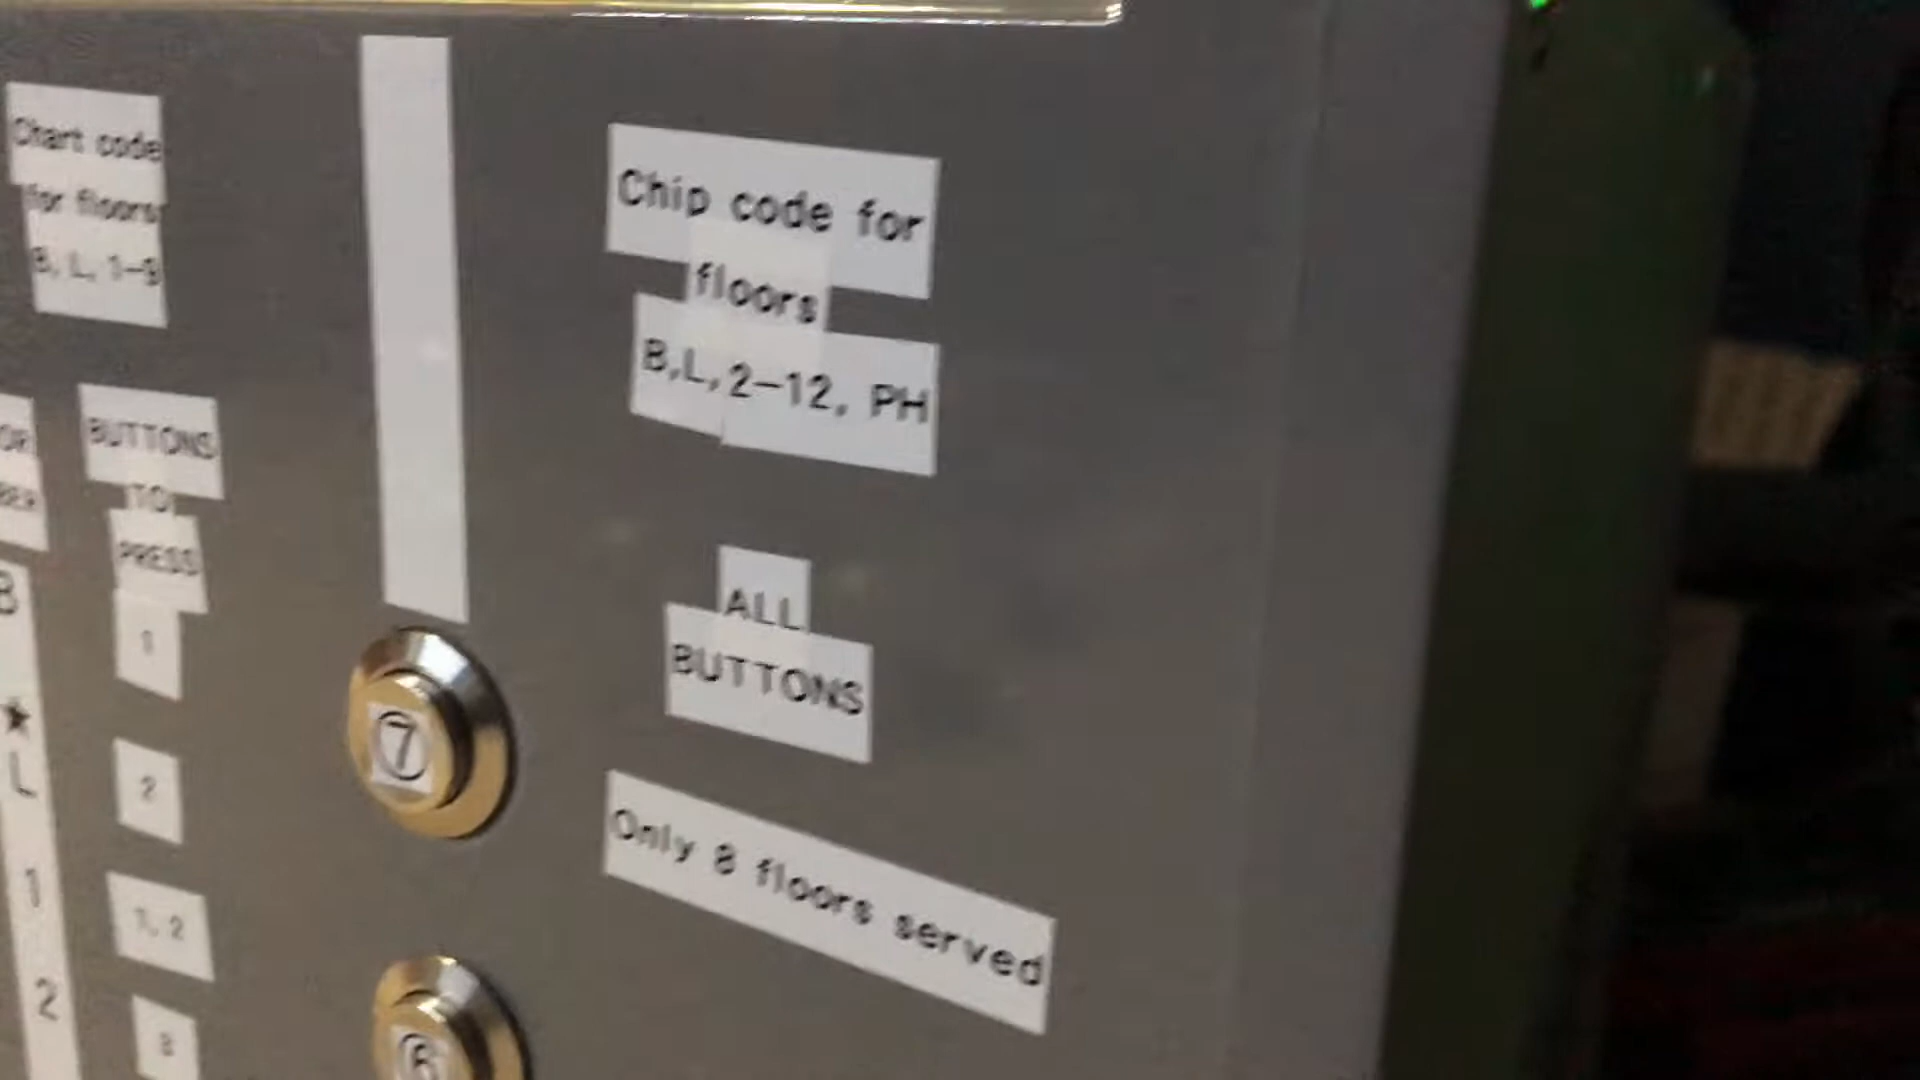 Chart code
for floors
B, L, 1-9
BUTTONS
TO
PRESS
B
1
★
L
2
1
1, 2
2
Chip code for
floors
B,L,2-12, PH
ALL
BUTTONS
7
Only 8 floors served
6